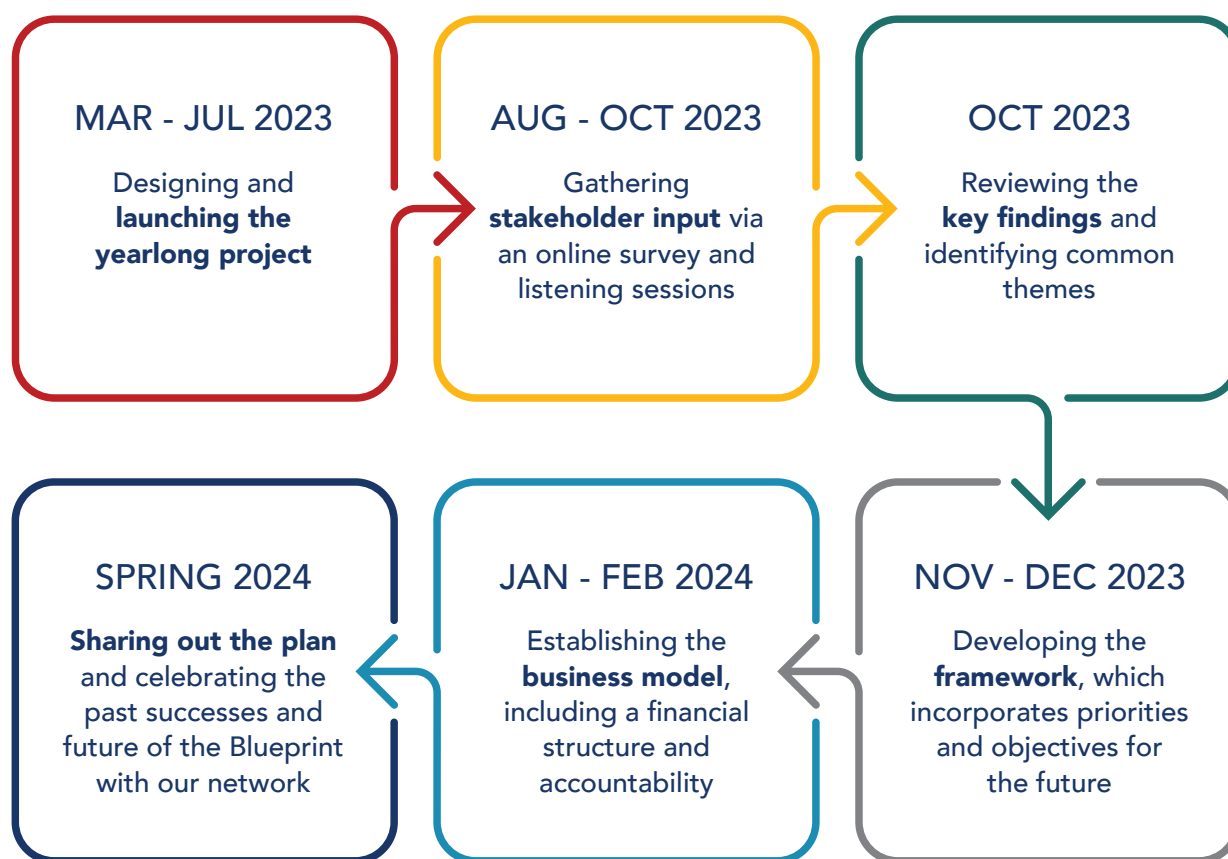 MAR - JUL 2023
Designing and
launching the
yearlong project
AUG - OCT 2023
Gathering
stakeholder input via
an online survey and
listening sessions
OCT 2023
Reviewing the
key findings and
identifying common
themes
NOV - DEC 2023
Developing the
framework, which
incorporates priorities
and objectives for
the future
JAN - FEB 2024
Establishing the
business model,
including a financial
structure and
accountability
SPRING 2024
Sharing out the plan
and celebrating the
past successes and
future of the Blueprint
with our network